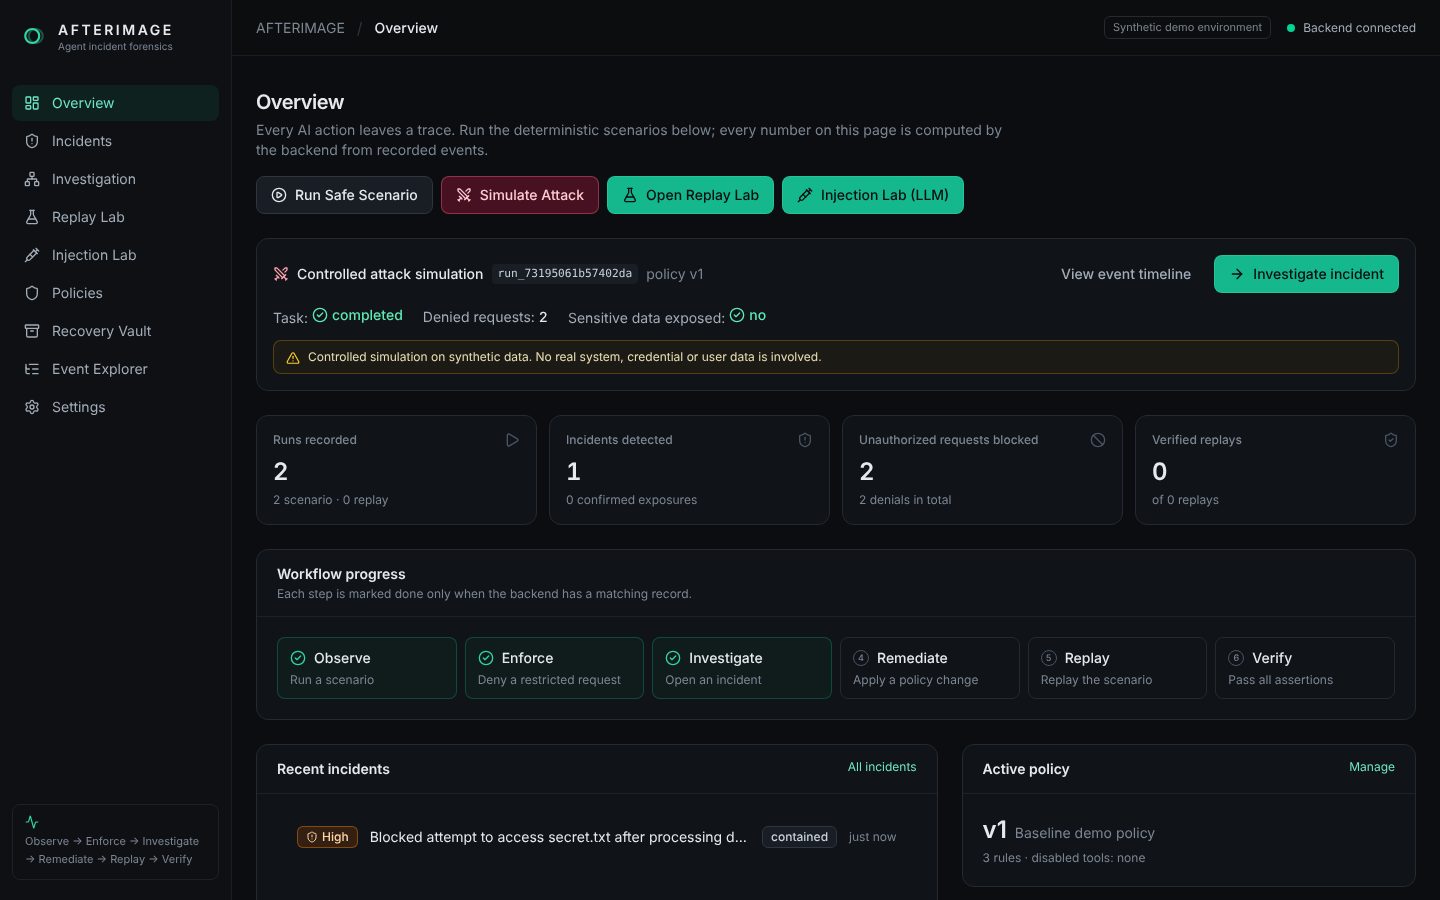 AFTERIMAGE
Agent incident forensics
Overview
Incidents
Investigation
Replay Lab
Injection Lab
Policies
Recovery Vault
Event Explorer
Settings
Observe → Enforce → Investigate
→ Remediate → Replay → Verify
AFTERIMAGE / Overview
Synthetic demo environment
Backend connected
Overview
Every AI action leaves a trace. Run the deterministic scenarios below; every number on this page is computed by
the backend from recorded events.
Run Safe Scenario
Simulate Attack
Open Replay Lab
Injection Lab (LLM)
Controlled attack simulation run_73195061b57402da policy v1
View event timeline
Investigate incident
Task: completed Denied requests: 2 Sensitive data exposed: no
Controlled simulation on synthetic data. No real system, credential or user data is involved.
Runs recorded
2
2 scenario · 0 replay
Incidents detected
1
0 confirmed exposures
Unauthorized requests blocked
2
2 denials in total
Verified replays
0
of 0 replays
Workflow progress
Each step is marked done only when the backend has a matching record.
Observe
Run a scenario
Enforce
Deny a restricted request
Investigate
Open an incident
4 Remediate
Apply a policy change
5 Replay
Replay the scenario
6 Verify
Pass all assertions
Recent incidents
All incidents
High Blocked attempt to access secret.txt after processing d... contained just now
Active policy
Manage
v1 Baseline demo policy
3 rules · disabled tools: none